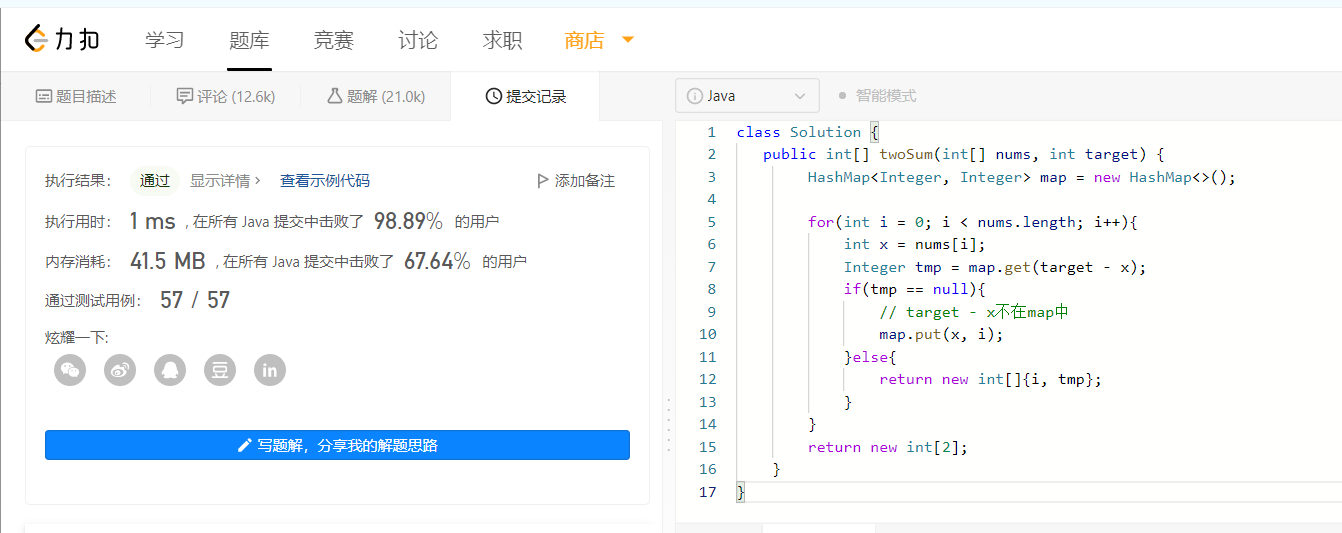 力扣 学习 题库 竞赛 讨论 求职 商店
题目描述 评论 (12.6k) 题解 (21.0k) 提交记录
执行结果： 通过 显示详情 > 查看示例代码 添加备注
执行用时： 1 ms , 在所有 Java 提交中击败了 98.89% 的用户
内存消耗： 41.5 MB , 在所有 Java 提交中击败了 67.64% 的用户
通过测试用例： 57 / 57
炫耀一下:
豆 in
写题解，分享我的解题思路
i Java 智能模式
1 class Solution {
2 public int[] twoSum(int[] nums, int target) {
3 HashMap<Integer, Integer> map = new HashMap<>();
4
5 for(int i = 0; i < nums.length; i++){
6 int x = nums[i];
7 Integer tmp = map.get(target - x);
8 if(tmp == null){
9 // target - x不在map中
10 map.put(x, i);
11 }else{
12 return new int[]{i, tmp};
13 }
14 }
15 return new int[2];
16 }
17 }